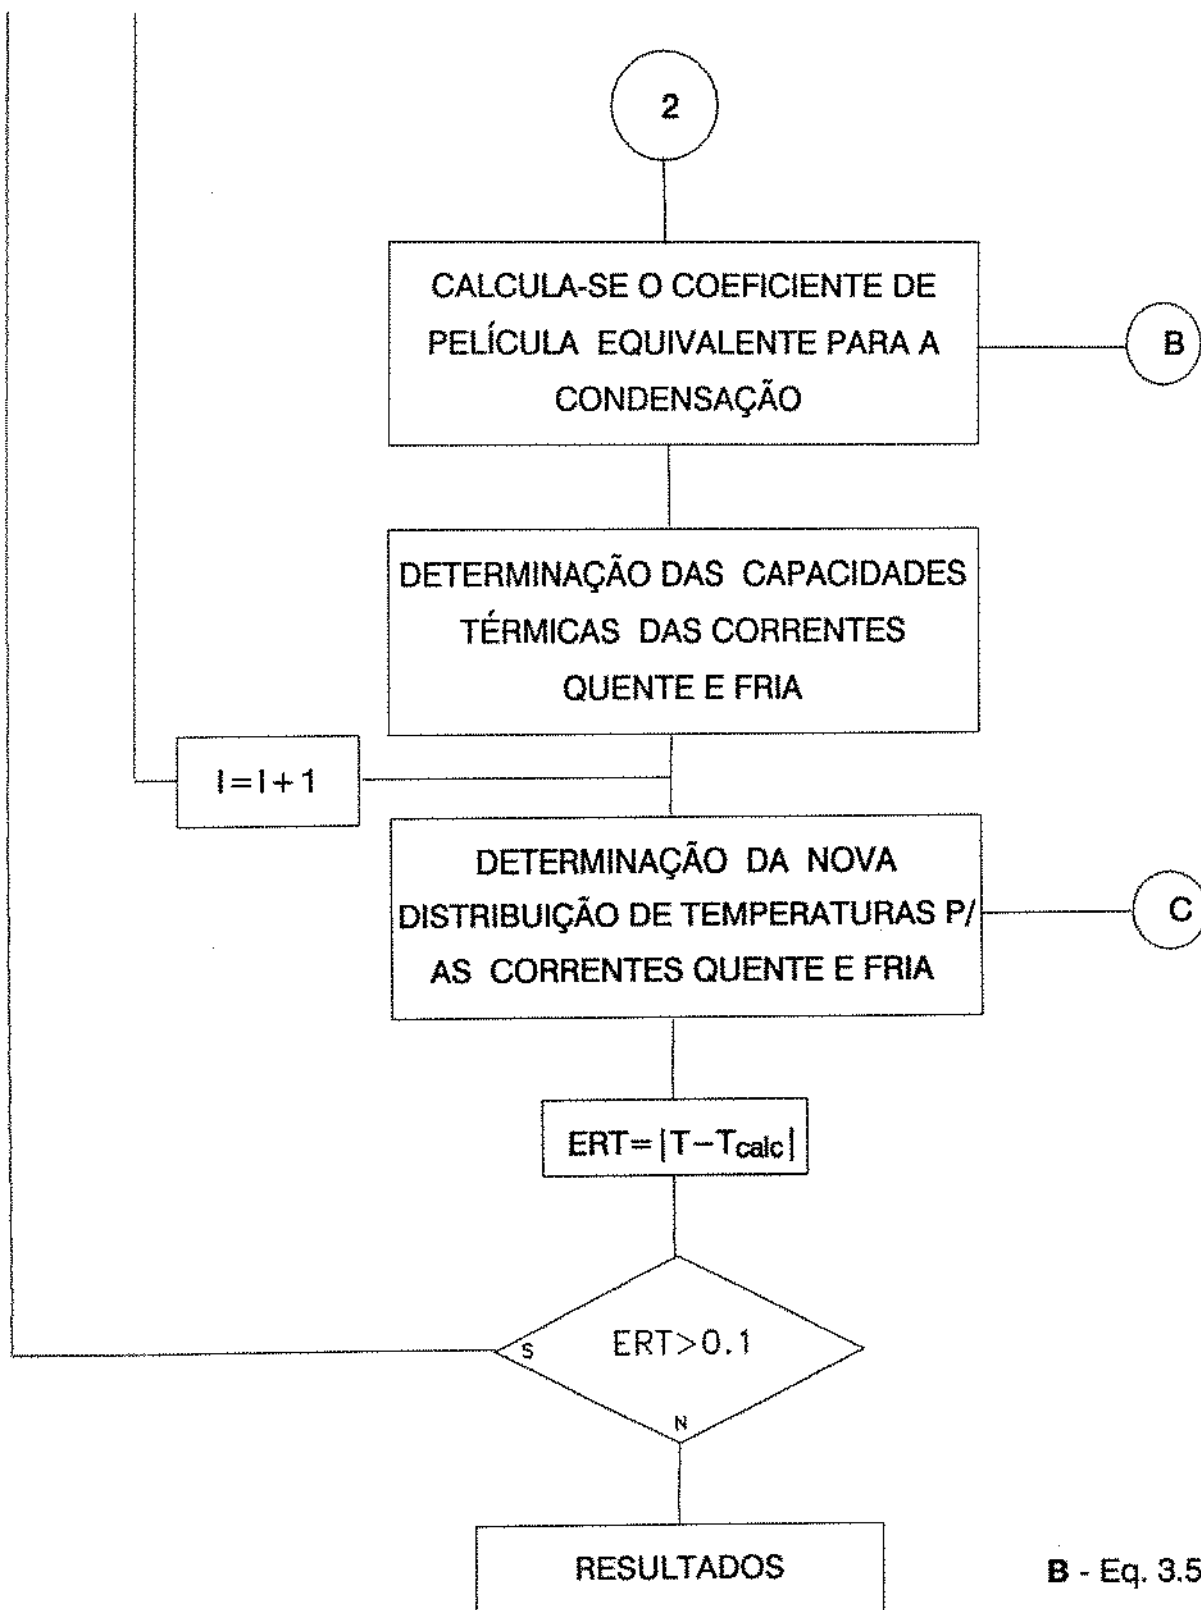 2
CALCULA-SE O COEFICIENTE DE
PELÍCULA EQUIVALENTE PARA A
CONDENSAÇÃO
B
DETERMINAÇÃO DAS CAPACIDADES
TÉRMICAS DAS CORRENTES
QUENTE E FRIA
I=I+1
DETERMINAÇÃO DA NOVA
DISTRIBUIÇÃO DE TEMPERATURAS P/
AS CORRENTES QUENTE E FRIA
C
ERT=|T-Tcalc|
ERT>0.1
S
N
RESULTADOS
B - Eq. 3.5